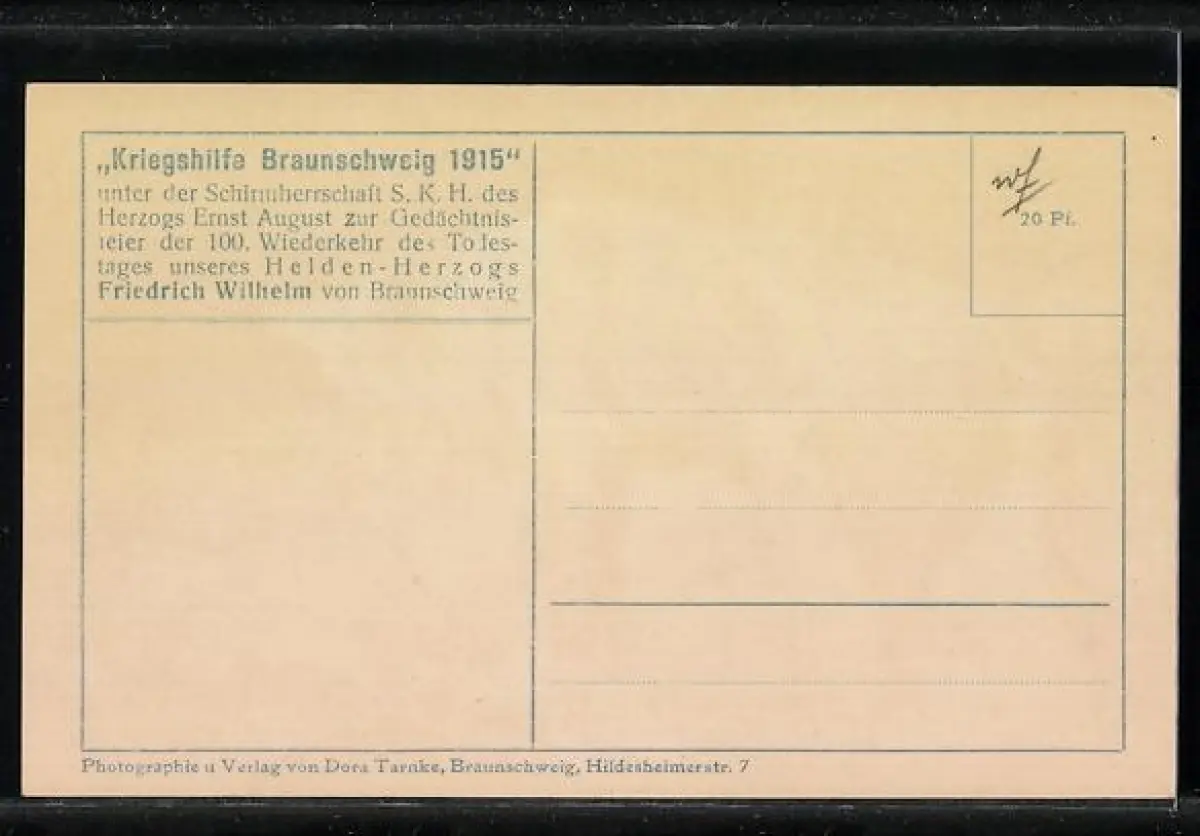 „Kriegshilfe Braunschweig 1915“
unter der Schirmherrschaft S. K. H. des
Herzogs Ernst August zur Gedächtnis-
feier der 100. Wiederkehr des Todes-
tages unseres Helden-Herzogs
Friedrich Wilhelm von Braunschweig
20 Pf.
Photographie u Verlag von Dora Tarnke, Braunschweig, Hildesheimerstr. 7